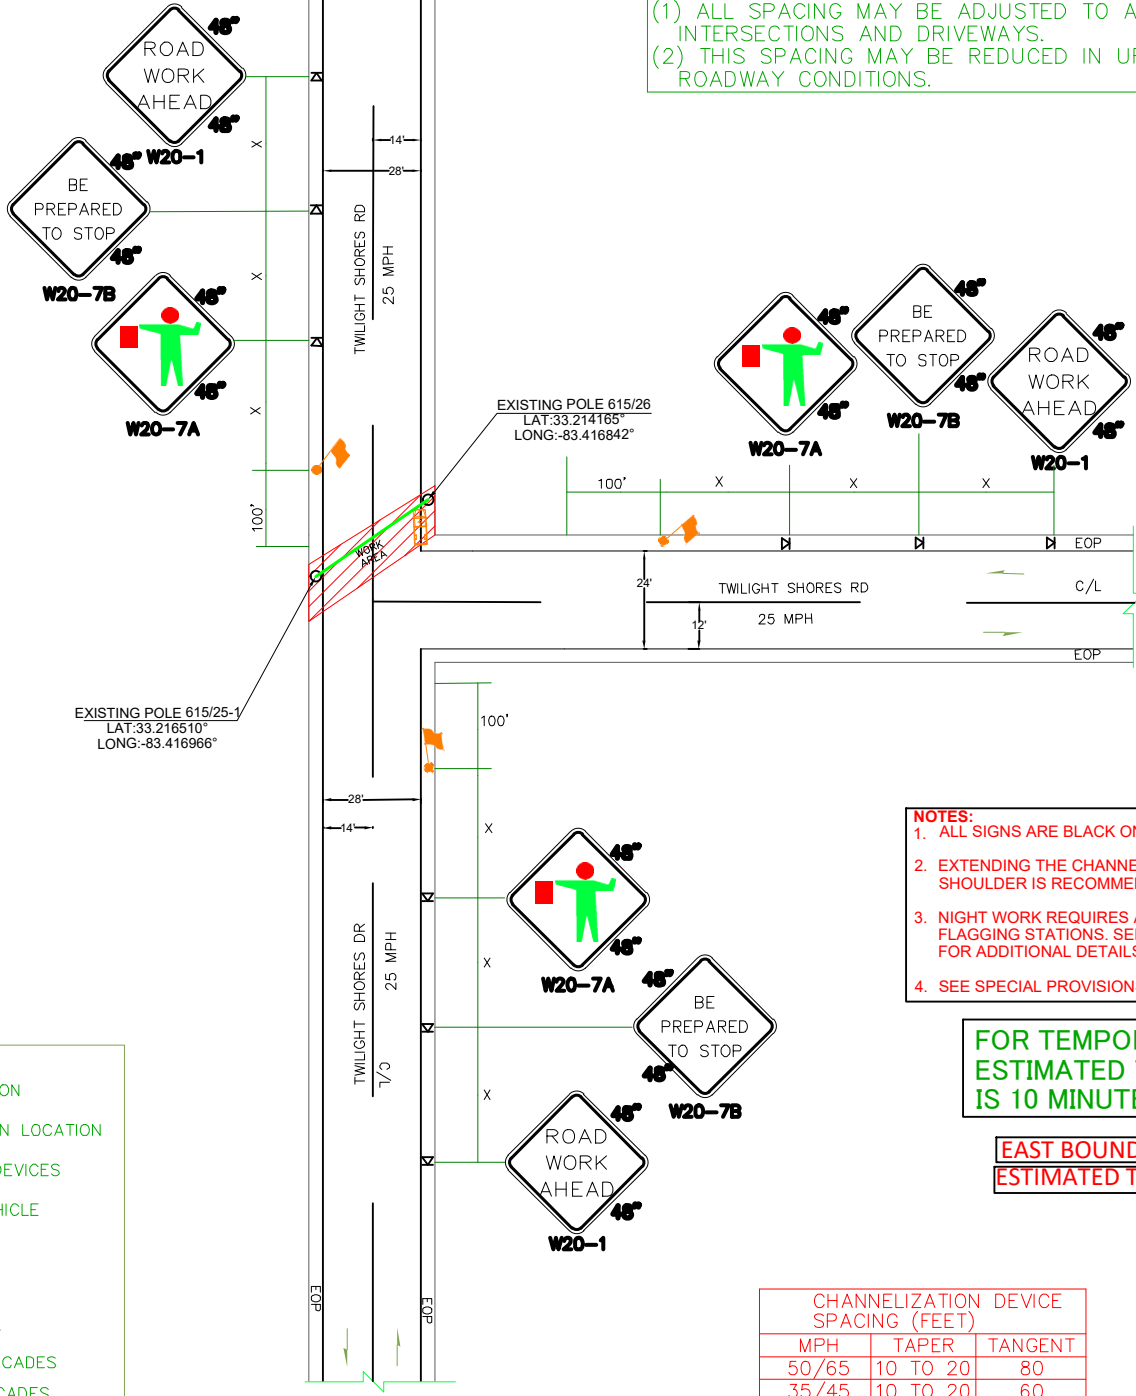 (1) ALL SPACING MAY BE ADJUSTED TO A
INTERSECTIONS AND DRIVEWAYS.
(2) THIS SPACING MAY BE REDUCED IN UR
ROADWAY CONDITIONS.
ROAD
WORK
AHEAD
48"
48"
W20-1
BE
PREPARED
TO STOP
48"
48"
W20-7B
48"
48"
W20-7A
X
X
X
100'
14'
28'
TWILIGHT SHORES RD
25 MPH
EXISTING POLE 615/26
LAT:33.214165°
LONG:-83.416842°
48"
48"
W20-7A
BE
PREPARED
TO STOP
48"
48"
W20-7B
ROAD
WORK
AHEAD
48"
48"
W20-1
100'
X
X
X
WORK
AREA
EOP
24'
TWILIGHT SHORES RD
C/L
12'
25 MPH
EOP
EXISTING POLE 615/25-1
LAT:33.216510°
LONG:-83.416966°
100'
28'
14'
X
X
X
48"
48"
W20-7A
BE
PREPARED
TO STOP
48"
48"
W20-7B
ROAD
WORK
AHEAD
48"
48"
W20-1
TWILIGHT SHORES DR
25 MPH
C/L
EOP
EOP
NOTES:
1. ALL SIGNS ARE BLACK ON
2. EXTENDING THE CHANNE
SHOULDER IS RECOMME
3. NIGHT WORK REQUIRES A
FLAGGING STATIONS. SE
FOR ADDITIONAL DETAILS
4. SEE SPECIAL PROVISION
FOR TEMPO
ESTIMATED T
IS 10 MINUTE
EAST BOUND
ESTIMATED T
ON
N LOCATION
DEVICES
HICLE
CADES
CADES
CHANNELIZATION DEVICE
SPACING (FEET)
MPH TAPER TANGENT
50/65 10 TO 20 80
35/45 10 TO 20 60